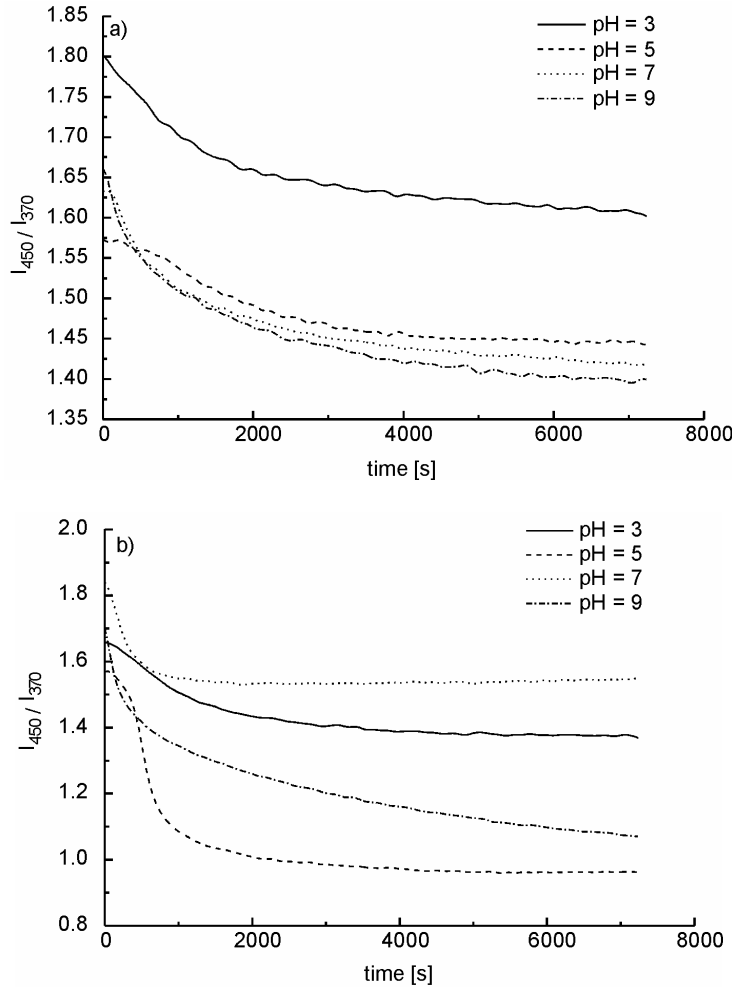 1.85
a)
pH = 3
1.80
pH = 5
pH = 7
1.75
pH = 9
1.70
1.65
1.60
1.55
1.50
1.45
1.40
1.35
I450 / I370
0 2000 4000 6000 8000
time [s]
2.0
b)
pH = 3
pH = 5
pH = 7
1.8
pH = 9
1.6
1.4
1.2
1.0
0.8
I450 / I370
0 2000 4000 6000 8000
time [s]